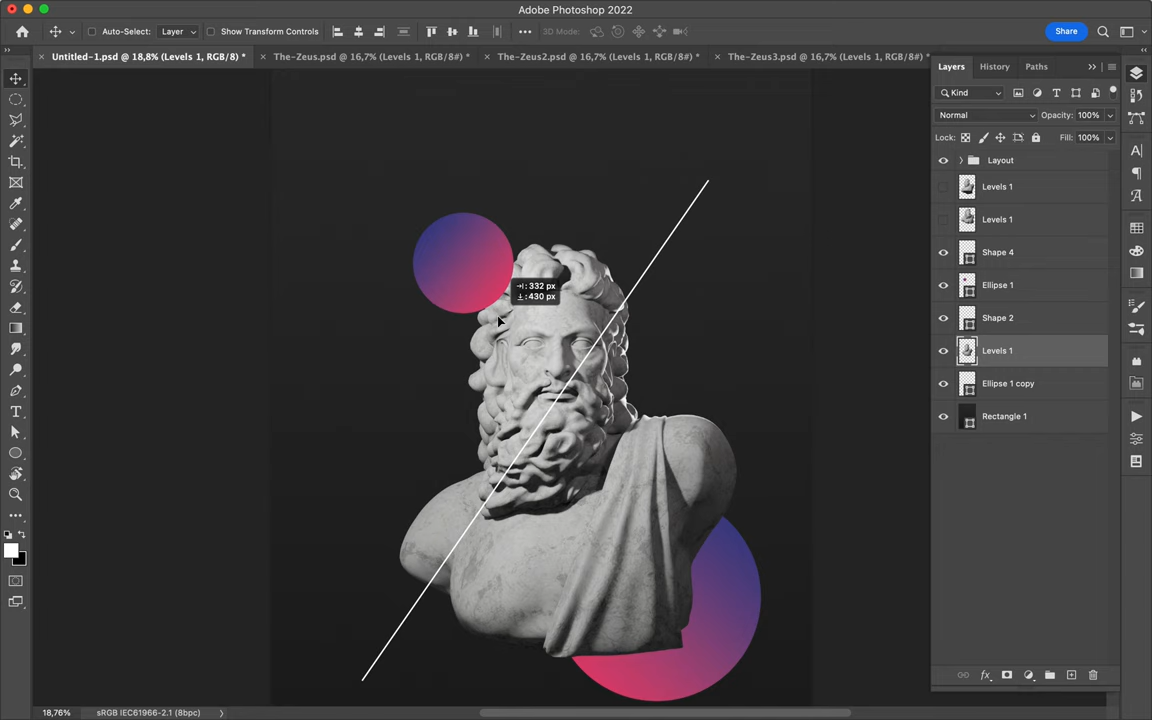 Adobe Photoshop 2022
Auto-Select: Layer Show Transform Controls 3D Mode: Share
Untitled-1.psd @ 18,8% (Levels 1, RGB/8) * The-Zeus.psd @ 16,7% (Levels 1, RGB/8#) * The-Zeus2.psd @ 16,7% (Levels 1, RGB/8#) * The-Zeus3.psd @ 16,7% (Levels 1, RGB/8#) *
Layers History Paths
Kind
Normal Opacity: 100%
Lock: Fill: 100%
Layout
Levels 1
Levels 1
Shape 4
Ellipse 1
Shape 2
Levels 1
Ellipse 1 copy
Rectangle 1
: 332 px
: 430 px
18,76% sRGB IEC61966-2.1 (8bpc)